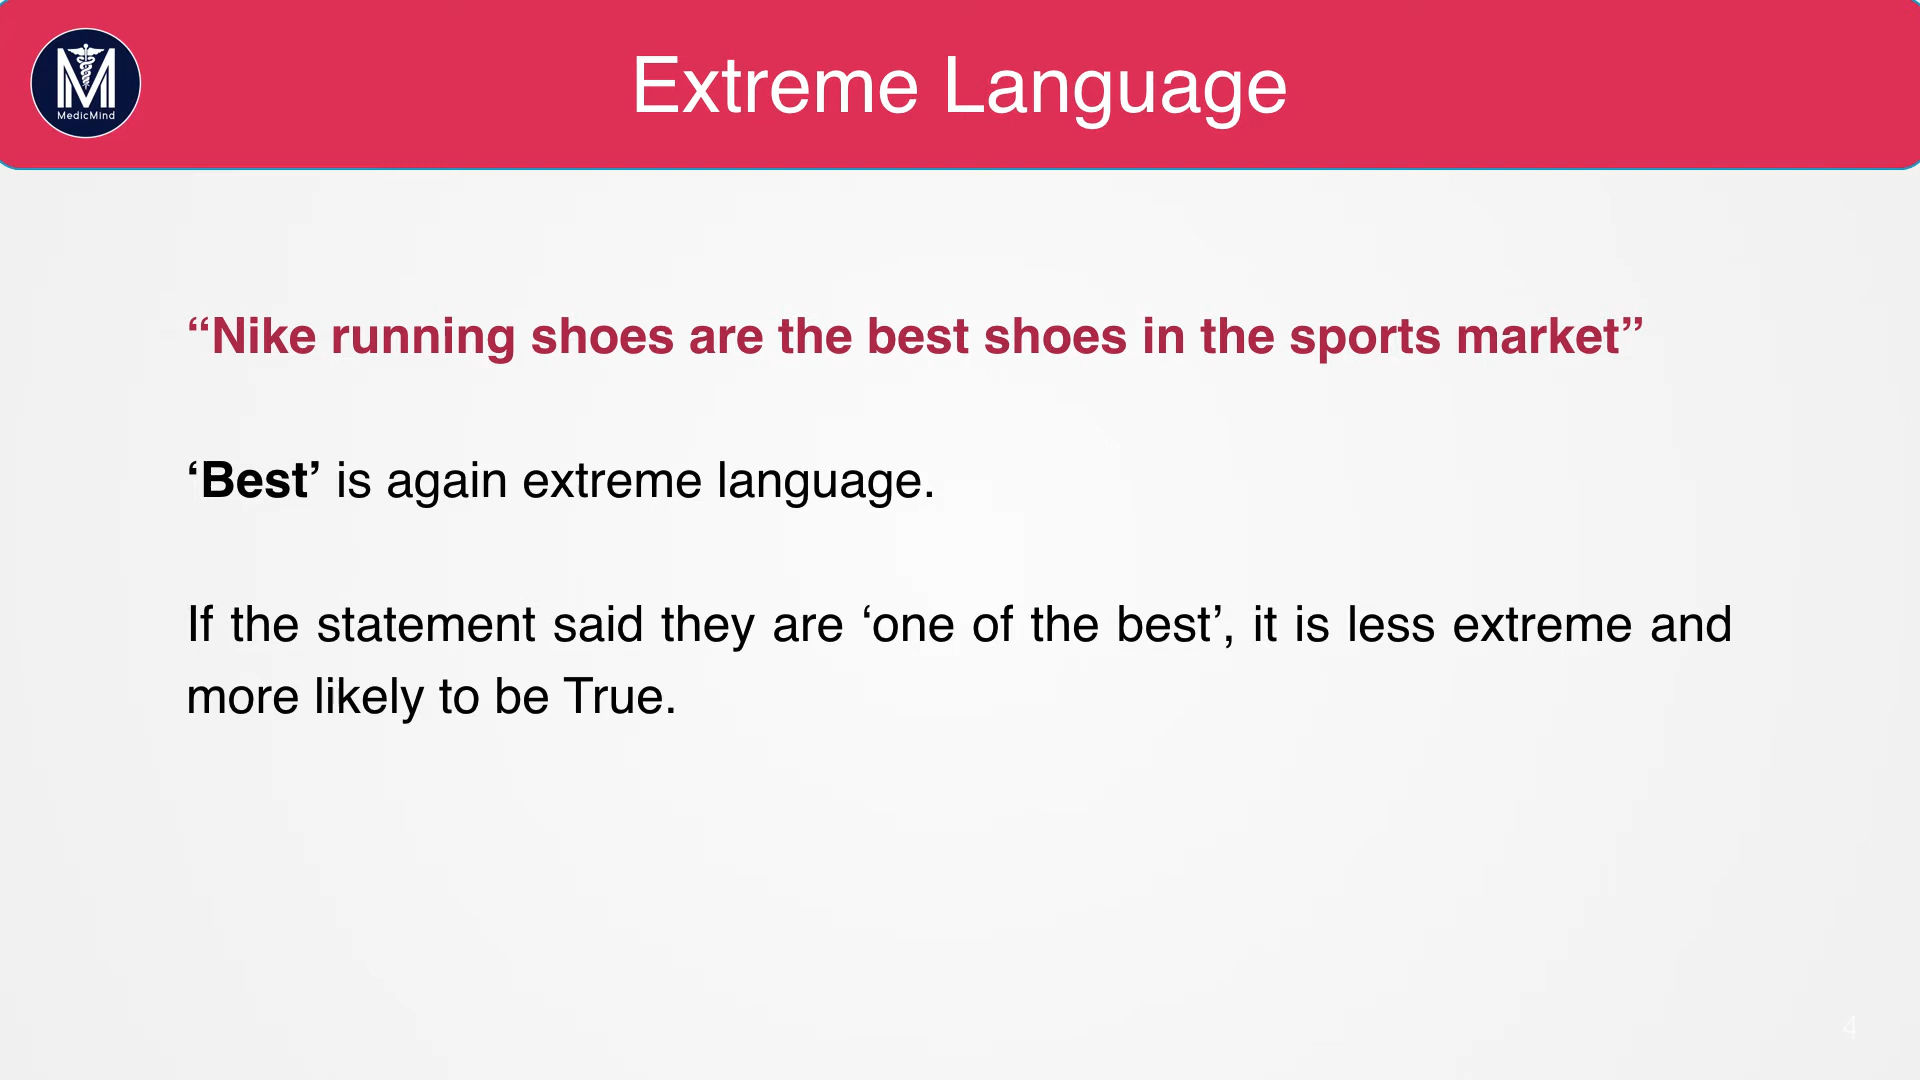 MedicMind
Extreme Language
“Nike running shoes are the best shoes in the sports market”
‘Best’ is again extreme language.
If the statement said they are ‘one of the best’, it is less extreme and
more likely to be True.
4